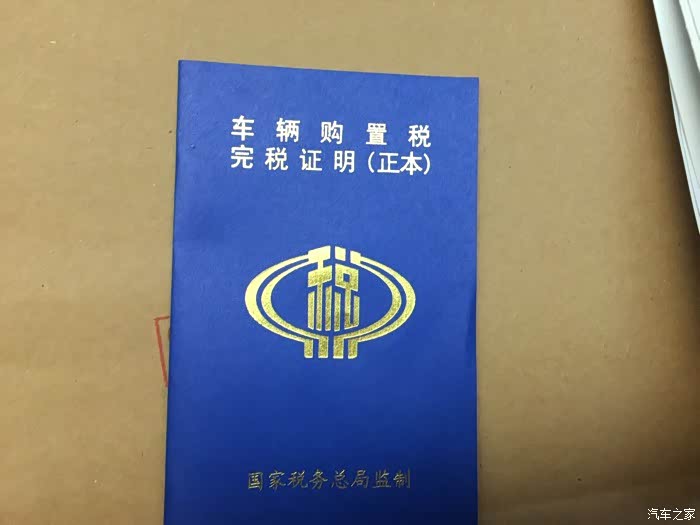 车辆购置税
完税证明(正本)
税
国家税务总局监制
汽车之家